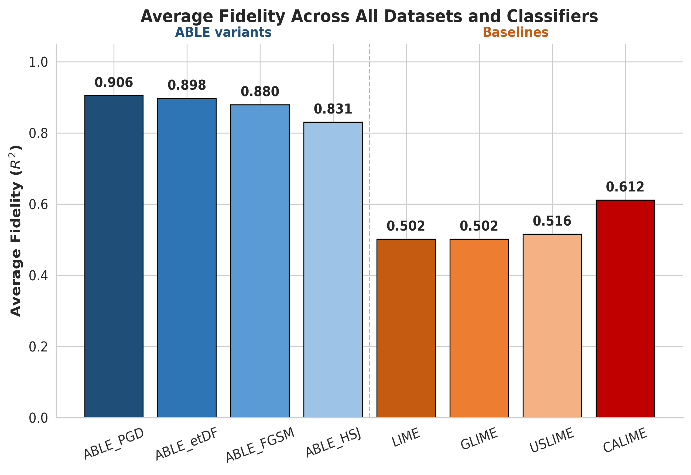 Average Fidelity Across All Datasets and Classifiers
ABLE variants
Baselines
Average Fidelity (R²)
1.0
0.8
0.6
0.4
0.2
0.0
0.906
0.898
0.880
0.831
0.502
0.502
0.516
0.612
ABLE_PGD
ABLE_etDF
ABLE_FGSM
ABLE_HSJ
LIME
GLIME
USLIME
CALIME